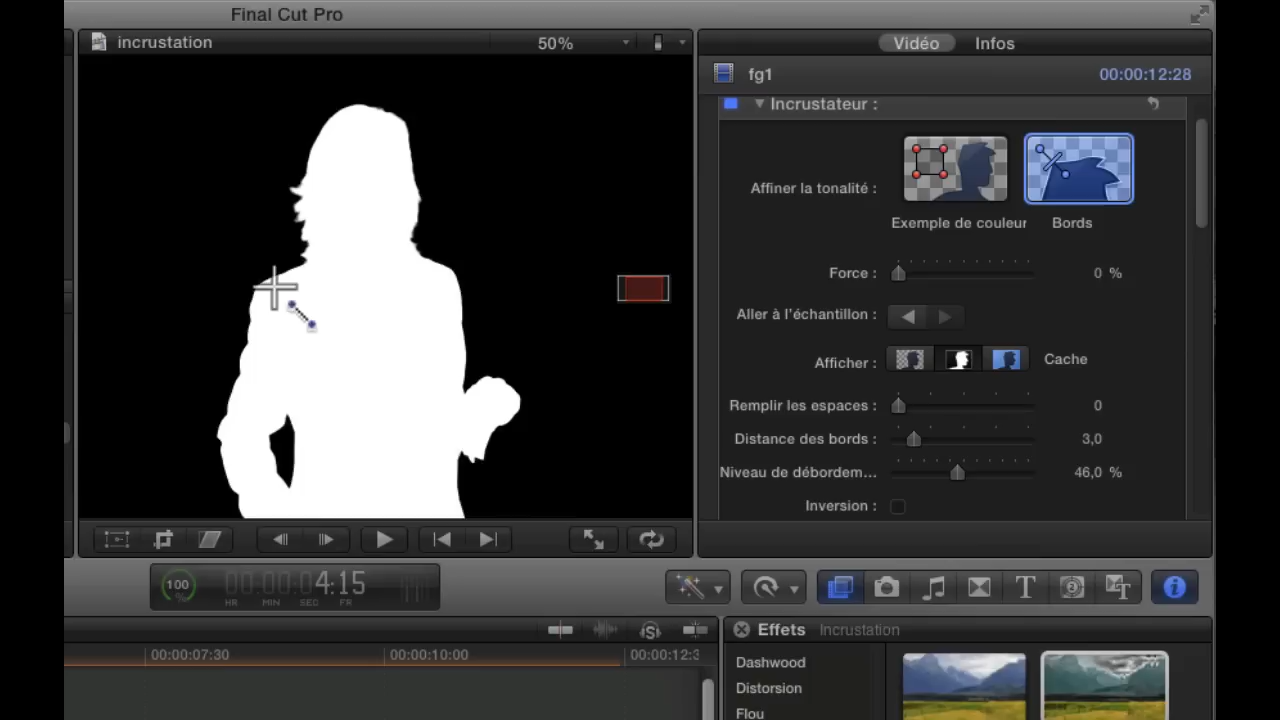 Final Cut Pro
incrustation
50%
Vidéo
Infos
fg1
00:00:12:28
Incrustateur :
Affiner la tonalité :
Exemple de couleur
Bords
Force :
0 %
Aller à l'échantillon :
Afficher :
Cache
Remplir les espaces :
0
Distance des bords :
3,0
Niveau de débordem...
46,0 %
Inversion :
100
%
00:00:04:15
HR
MIN
SEC
FR
Effets
Incrustation
00:00:07:30
00:00:10:00
00:00:12:3
Dashwood
Distorsion
Flou